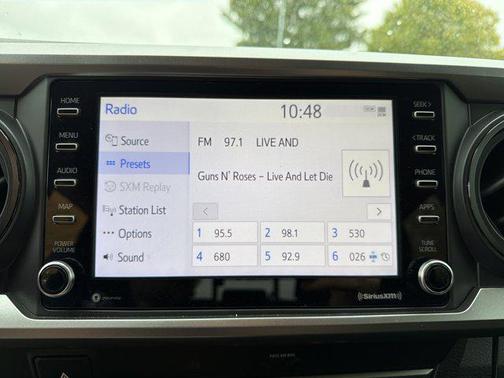 HOME
MENU
AUDIO
MAP
POWER
VOLUME
Radio 10:48
Source
Presets
SXM Replay
Station List
Options
Sound
FM 97.1 LIVE AND
Guns N' Roses - Live And Let Die
< >
1 95.5 2 98.1 3 530
4 680 5 92.9 6 026
SEEK >
< TRACK
PHONE
APPS
TUNE
SCROLL
((SiriusXM))